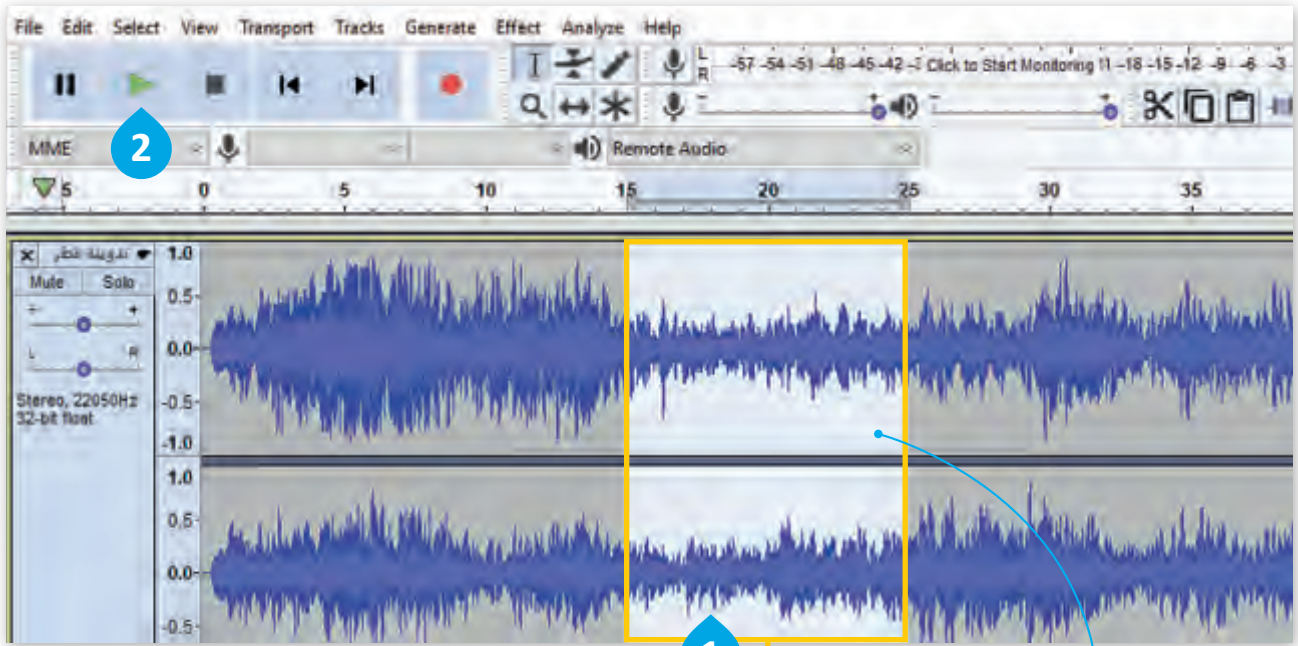 File Edit Select View Transport Tracks Generate Effect Analyze Help
L
R
-57 -54 -51 -48 -45 -42 Click to Start Monitoring -18 -15 -12 -9 -6 -3
2
MME
Remote Audio
5 0 5 10 15 20 25 30 35
1.0
Mute Solo
0.5
- +
0.0
L R
Stereo, 22050Hz
-0.5
32-bit float
-1.0
1.0
0.5
0.0
-0.5
1